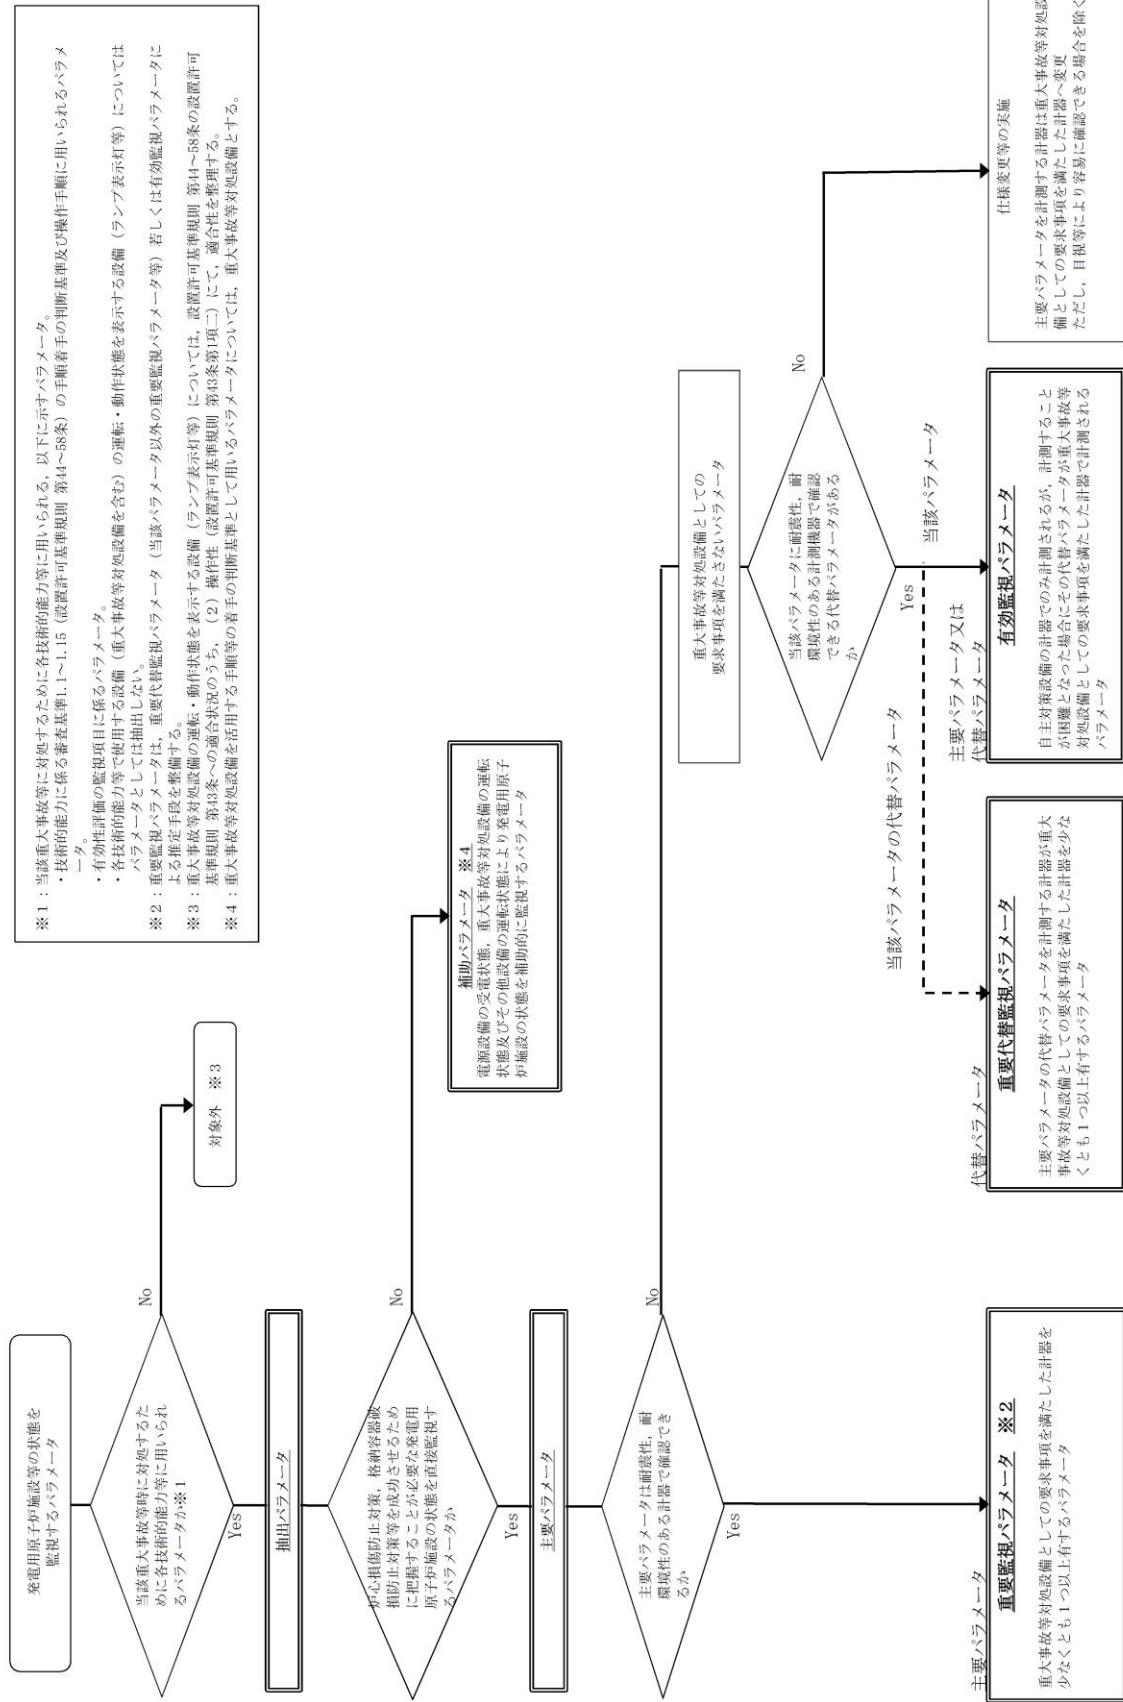 発電用原子炉施設等の状態を
監視するパラメータ
当該重大事故等時に対処するた
めに各技術的能力等に用いられ
るパラメータか※1
No
対象外 ※3
Yes
抽出パラメータ
炉心損傷防止対策，格納容器破
損防止対策等を成功させるため
に把握することが必要な発電用
原子炉施設の状態を直接監視す
るパラメータか
No
補助パラメータ ※4
電源設備の受電状態，重大事故等対処設備の運転
状態及びその他設備の運転状態により発電用原子
炉施設の状態を補助的に監視するパラメータ
Yes
主要パラメータ
主要パラメータは耐震性，耐
環境性のある計器で確認でき
るか
No
Yes
重大事故等対処設備としての
要求事項を満たさないパラメータ
当該パラメータに耐震性，耐
環境性のある計測機器で確認
できる代替パラメータがある
か
No
Yes
当該パラメータ
当該パラメータの代替パラメータ
主要パラメータ
重要監視パラメータ ※2
重大事故等対処設備としての要求事項を満たした計器を
少なくとも1つ以上有するパラメータ
代替パラメータ
重要代替監視パラメータ
主要パラメータの代替パラメータを計測する計器が重大
事故等対処設備としての要求事項を満たした計器を少な
くとも1つ以上有するパラメータ
主要パラメータ又は
代替パラメータ
有効監視パラメータ
自主対策設備の計器でのみ計測されるが，計測すること
が困難となった場合にその代替パラメータが重大事故等
対処設備としての要求事項を満たした計器で計測される
パラメータ
仕様変更等の実施
主要パラメータを計測する計器は重大事故等対処設
備としての要求事項を満たした計器へ変更
ただし，目視等により容易に確認できる場合を除く
※1：当該重大事故等に対処するために各技術的能力等に用いられる，以下に示すパラメータ。
・技術的能力に係る審査基準1.1～1.15（設置許可基準規則 第44～58条）の手順着手の判断基準及び操作手順に用いられるパラメ
ータ。
・有効性評価の監視項目に係るパラメータ。
・各技術的能力等で使用する設備（重大事故等対処設備を含む）の運転・動作状態を表示する設備（ランプ表示灯等）については
パラメータとしては抽出しない。
※2：重要監視パラメータは，重要代替監視パラメータ（当該パラメータ以外の重要監視パラメータ等）若しくは有効監視パラメータに
よる推定手段を整備する。
※3：重大事故等対処設備の運転・動作状態を表示する設備（ランプ表示灯等）については，設置許可基準規則 第44～58条の設置許可
基準規則 第43条への適合状況のうち，（2）操作性（設置許可基準規則 第43条第1項二）にて，適合性を整理する。
※4：重大事故等対処設備を活用する手順等の着手の判断基準として用いるパラメータについては，重大事故等対処設備とする。